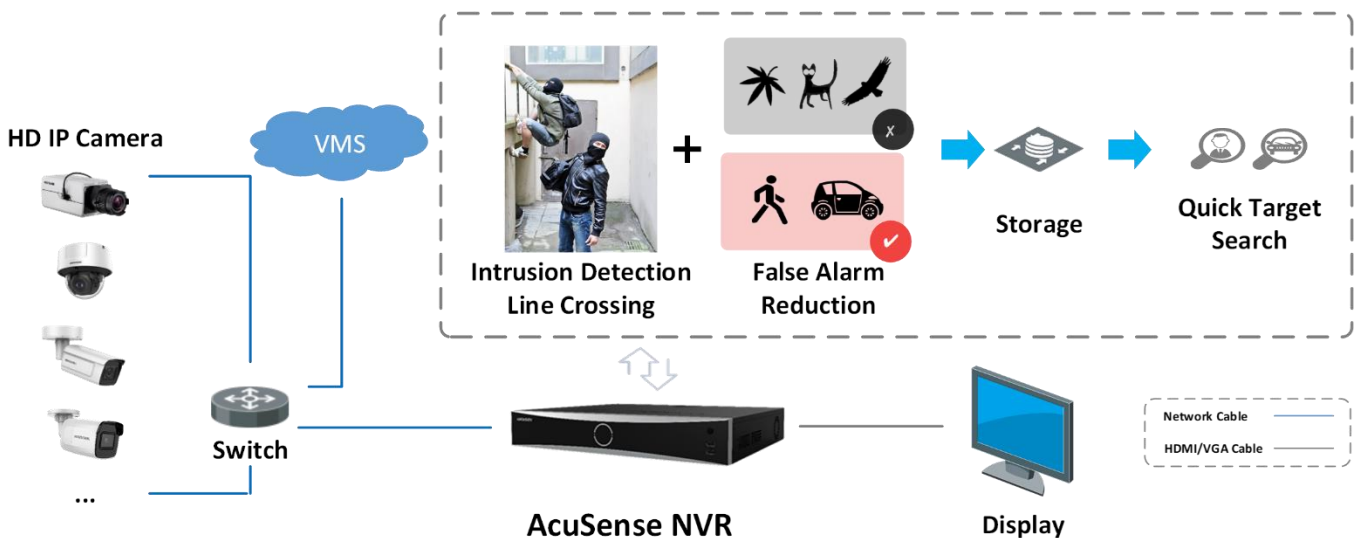 HD IP Camera
VMS
Intrusion Detection
Line Crossing
+
False Alarm
Reduction
Storage
Quick Target
Search
Switch
...
AcuSense NVR
Display
Network Cable
HDMI/VGA Cable